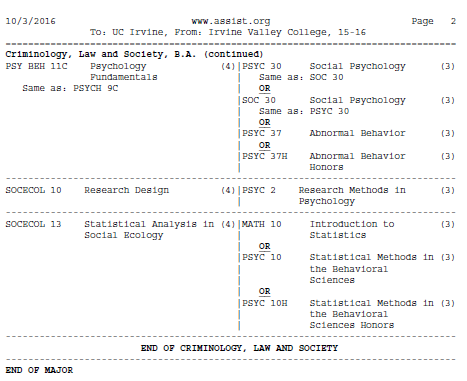 10/3/2016 www.assist.org Page 2
To: UC Irvine, From: Irvine Valley College, 15-16
--------------------------------------------------------------------------------
Criminology, Law and Society, B.A. (continued)
PSY BEH 11C Psychology (4)|PSYC 30 Social Psychology (3)
Fundamentals | Same as: SOC 30
Same as: PSYCH 9C | OR
|SOC 30 Social Psychology (3)
| Same as: PSYC 30
| OR
|PSYC 37 Abnormal Behavior (3)
| OR
|PSYC 37H Abnormal Behavior (3)
| Honors
--------------------------------------------------------------------------------
SOCECOL 10 Research Design (4)|PSYC 2 Research Methods in (3)
| Psychology
--------------------------------------------------------------------------------
SOCECOL 13 Statistical Analysis in (4)|MATH 10 Introduction to (3)
Social Ecology | Statistics
| OR
|PSYC 10 Statistical Methods in (3)
| the Behavioral
| Sciences
| OR
|PSYC 10H Statistical Methods in (3)
| the Behavioral
| Sciences Honors
--------------------------------------------------------------------------------
END OF CRIMINOLOGY, LAW AND SOCIETY
--------------------------------------------------------------------------------
END OF MAJOR